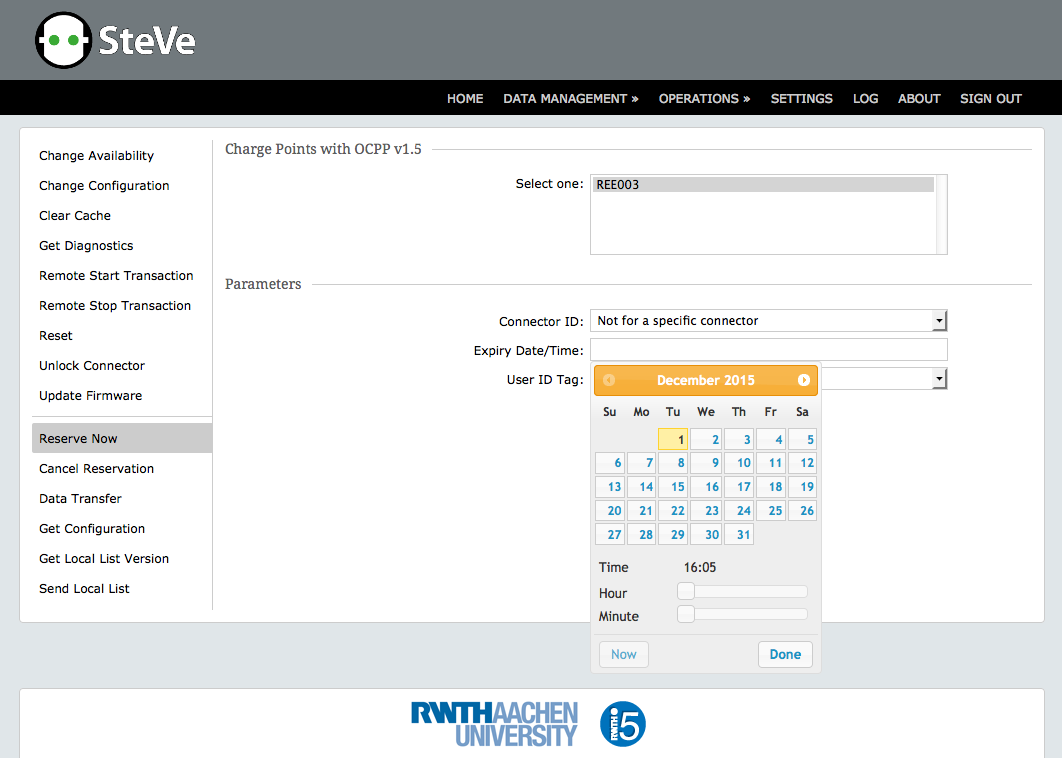 SteVe
HOME DATA MANAGEMENT » OPERATIONS » SETTINGS LOG ABOUT SIGN OUT
Change Availability
Change Configuration
Clear Cache
Get Diagnostics
Remote Start Transaction
Remote Stop Transaction
Reset
Unlock Connector
Update Firmware
Reserve Now
Cancel Reservation
Data Transfer
Get Configuration
Get Local List Version
Send Local List
Charge Points with OCPP v1.5
Select one: REE003
Parameters
Connector ID: Not for a specific connector
Expiry Date/Time:
User ID Tag:
December 2015
Su Mo Tu We Th Fr Sa
1 2 3 4 5
6 7 8 9 10 11 12
13 14 15 16 17 18 19
20 21 22 23 24 25 26
27 28 29 30 31
Time 16:05
Hour
Minute
Now Done
RWTHAACHEN
UNIVERSITY
RWTH i5